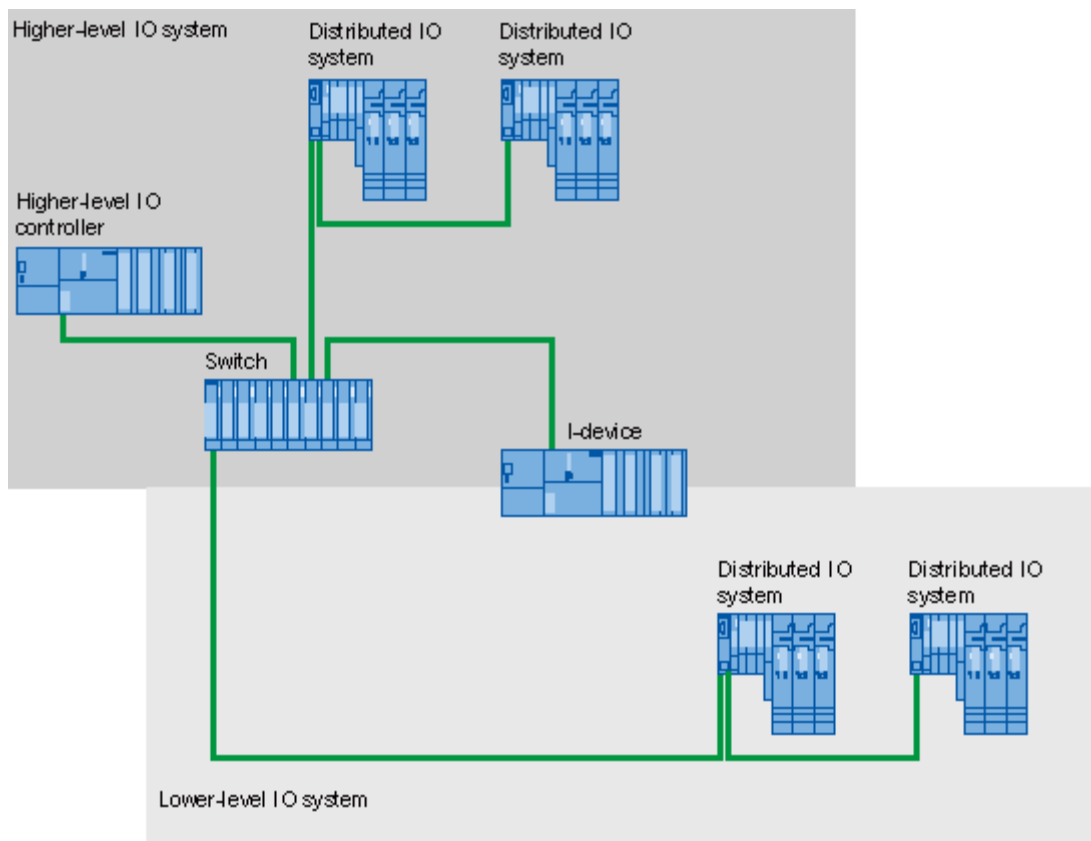 Higher-level IO system
Distributed IO
system
Distributed IO
system
Higher-level IO
controller
Switch
I-device
Distributed IO
system
Distributed IO
system
Lower-level IO system